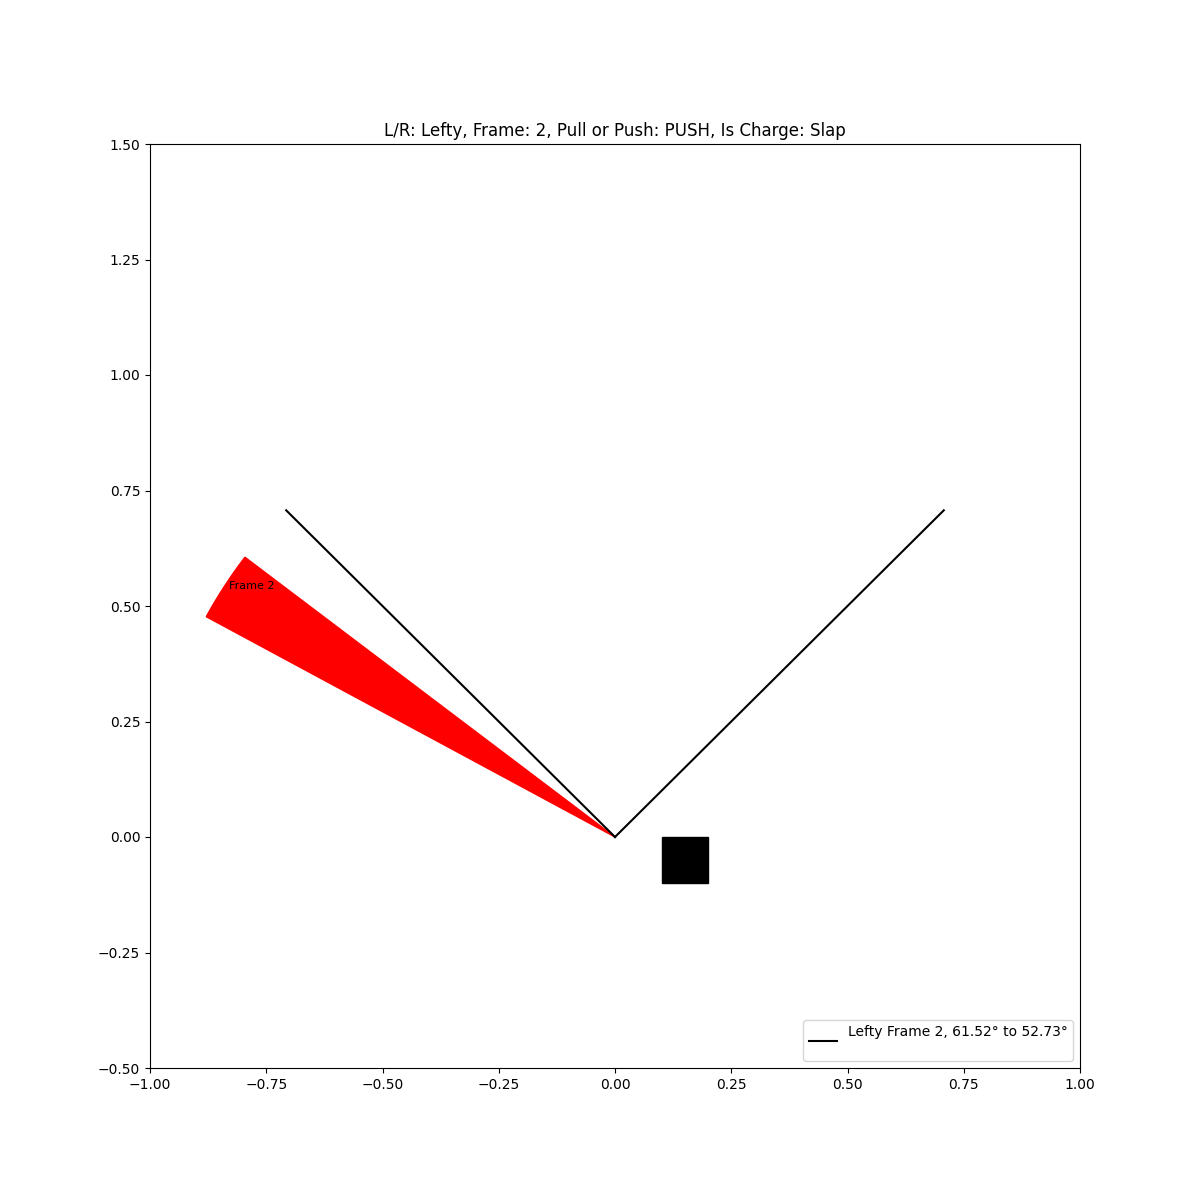 L/R: Lefty, Frame: 2, Pull or Push: PUSH, Is Charge: Slap
1.50
1.25
1.00
0.75
Frame 2
0.50
0.25
0.00
−0.25
Lefty Frame 2, 61.52° to 52.73°
−0.50
−1.00 −0.75 −0.50 −0.25 0.00 0.25 0.50 0.75 1.00